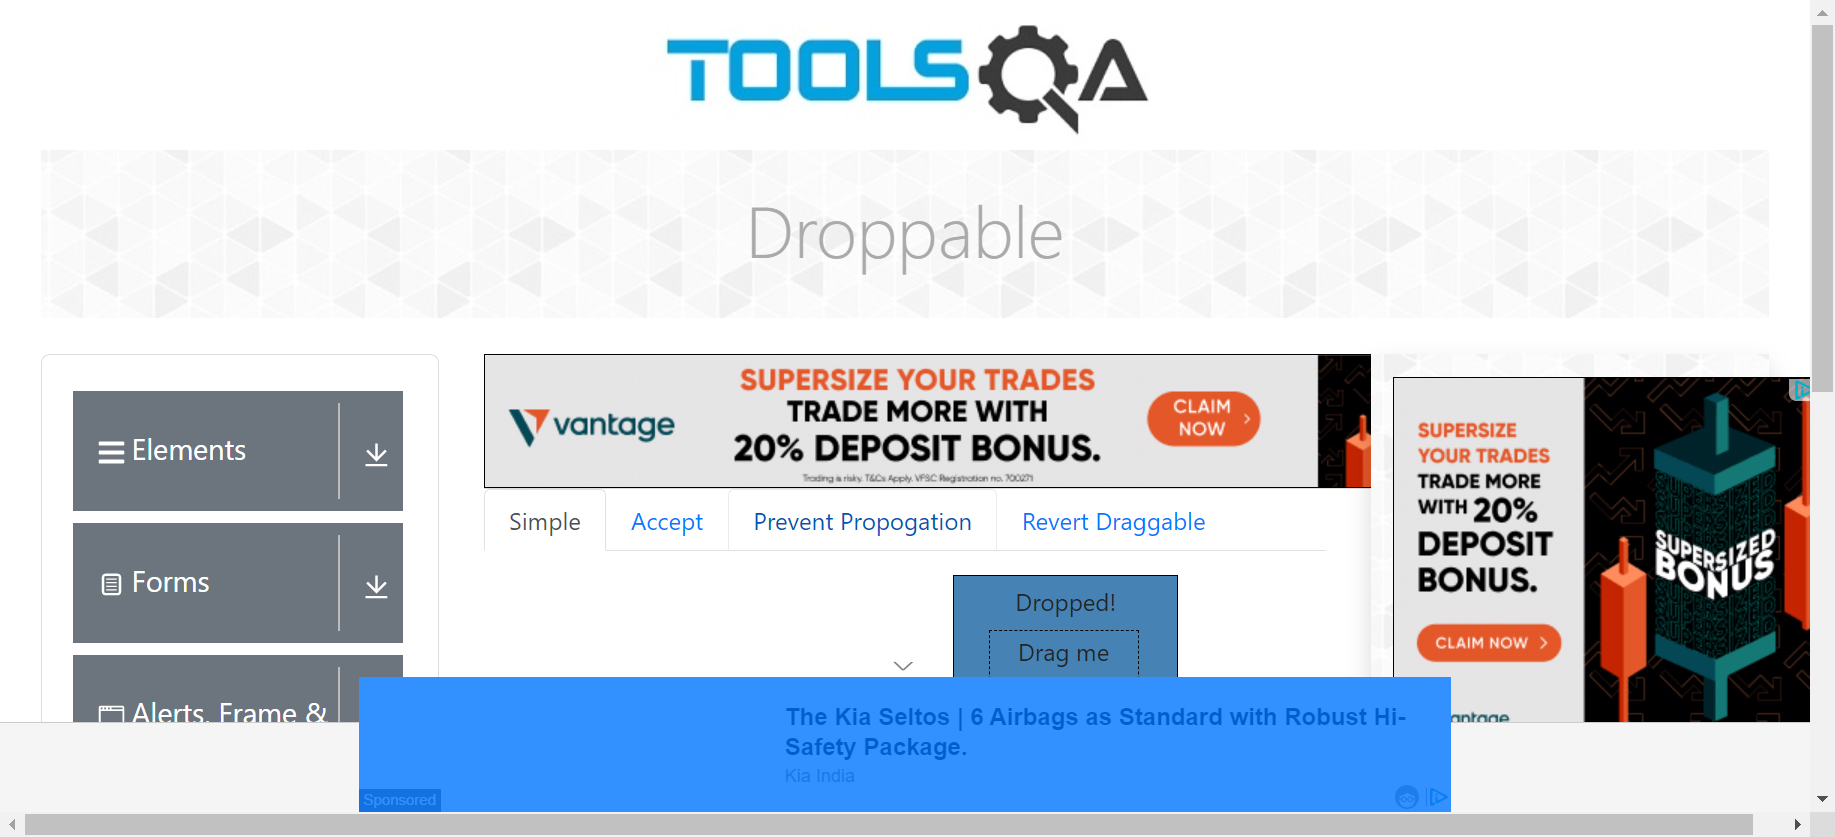 TOOLSQA
Droppable
Elements
Forms
Alerts, Frame &
vantage
SUPERSIZE YOUR TRADES
TRADE MORE WITH
20% DEPOSIT BONUS.
Trading is risky. T&Cs Apply. VFSC Registration no. 700271
CLAIM
NOW
Simple
Accept
Prevent Propogation
Revert Draggable
Dropped!
Drag me
SUPERSIZE
YOUR TRADES
TRADE MORE
WITH 20%
DEPOSIT
BONUS.
CLAIM NOW
SUPERSIZED
BONUS
The Kia Seltos | 6 Airbags as Standard with Robust Hi-
Safety Package.
Kia India
Sponsored